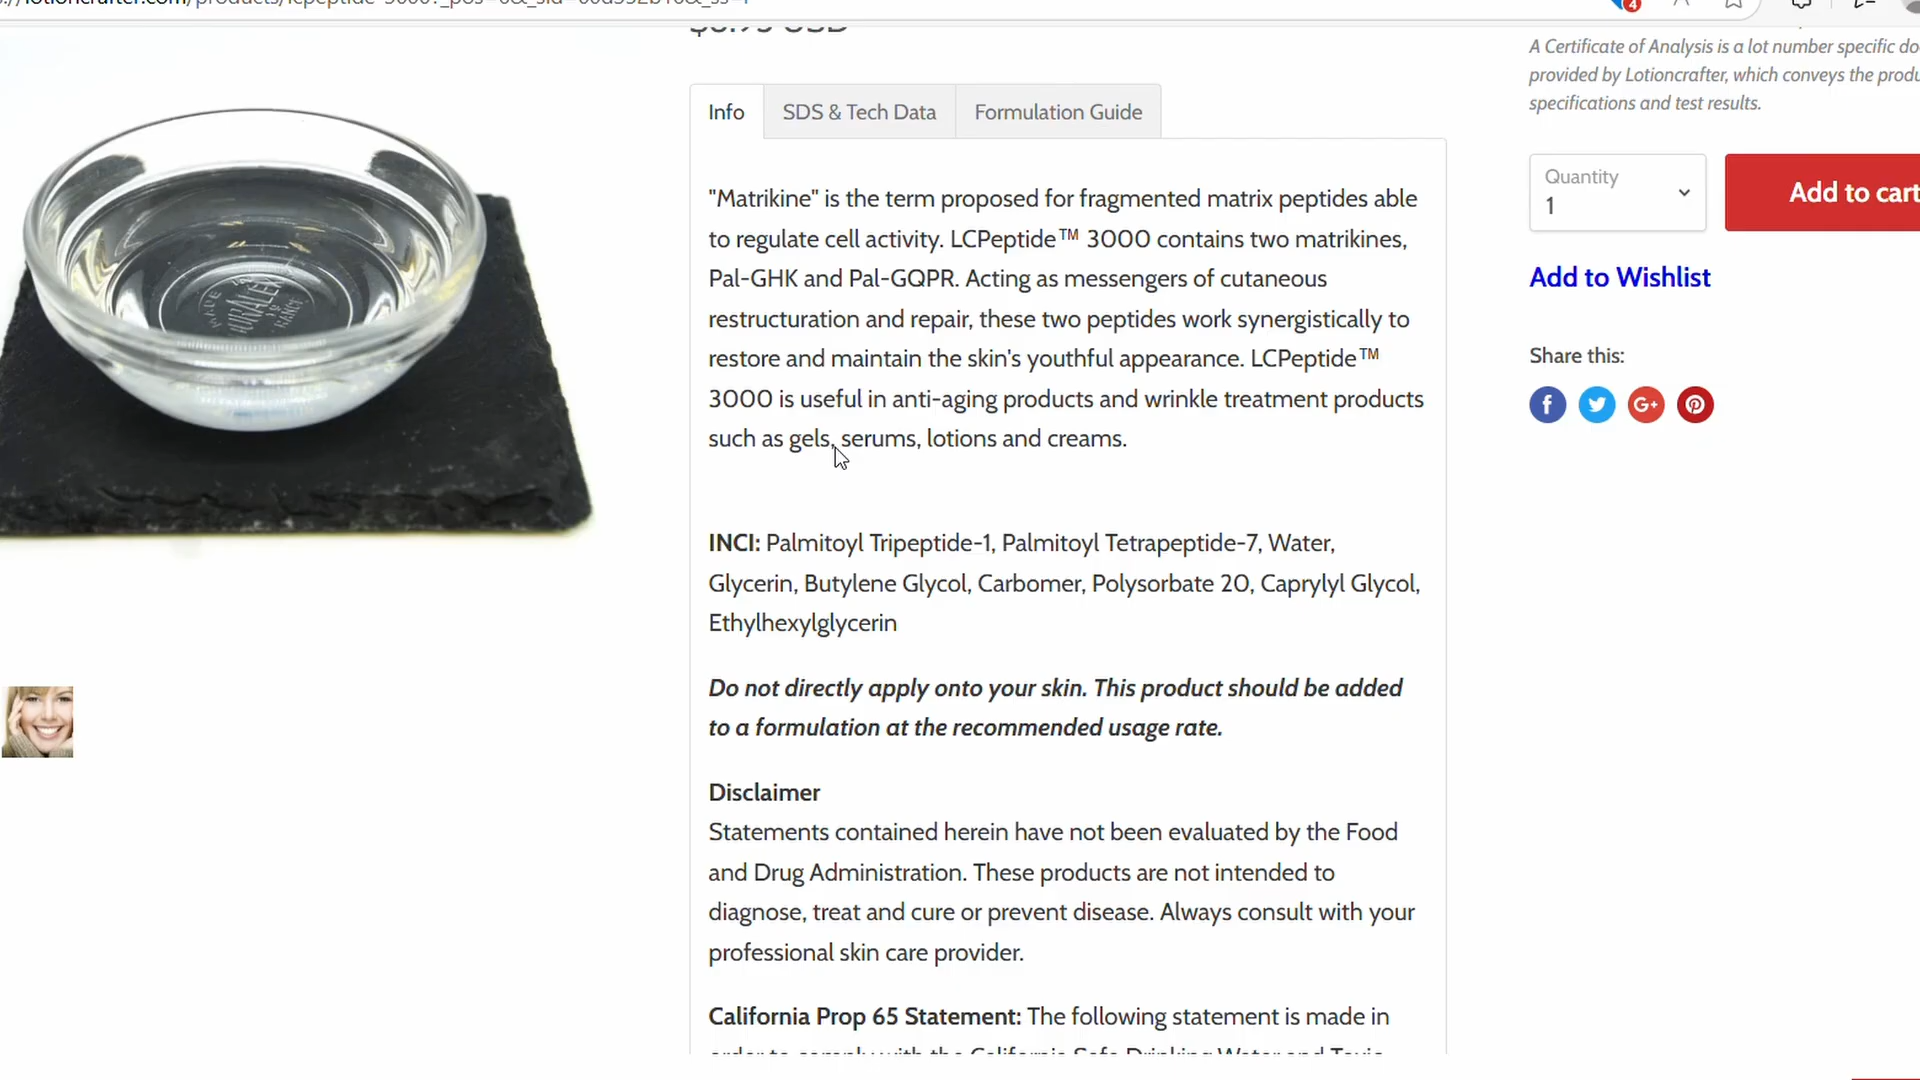 A Certificate of Analysis is a lot number specific do
provided by Lotioncrafter, which conveys the produ
specifications and test results.
Info
SDS & Tech Data
Formulation Guide
"Matrikine" is the term proposed for fragmented matrix peptides able
to regulate cell activity. LCPeptide™ 3000 contains two matrikines,
Pal-GHK and Pal-GQPR. Acting as messengers of cutaneous
restructuration and repair, these two peptides work synergistically to
restore and maintain the skin's youthful appearance. LCPeptide™
3000 is useful in anti-aging products and wrinkle treatment products
such as gels, serums, lotions and creams.
INCI: Palmitoyl Tripeptide-1, Palmitoyl Tetrapeptide-7, Water,
Glycerin, Butylene Glycol, Carbomer, Polysorbate 20, Caprylyl Glycol,
Ethylhexylglycerin
Do not directly apply onto your skin. This product should be added
to a formulation at the recommended usage rate.
Disclaimer
Statements contained herein have not been evaluated by the Food
and Drug Administration. These products are not intended to
diagnose, treat and cure or prevent disease. Always consult with your
professional skin care provider.
California Prop 65 Statement: The following statement is made in
Quantity
1
Add to cart
Add to Wishlist
Share this:
G+
4
MADE IN
DURALEX
FRANCE